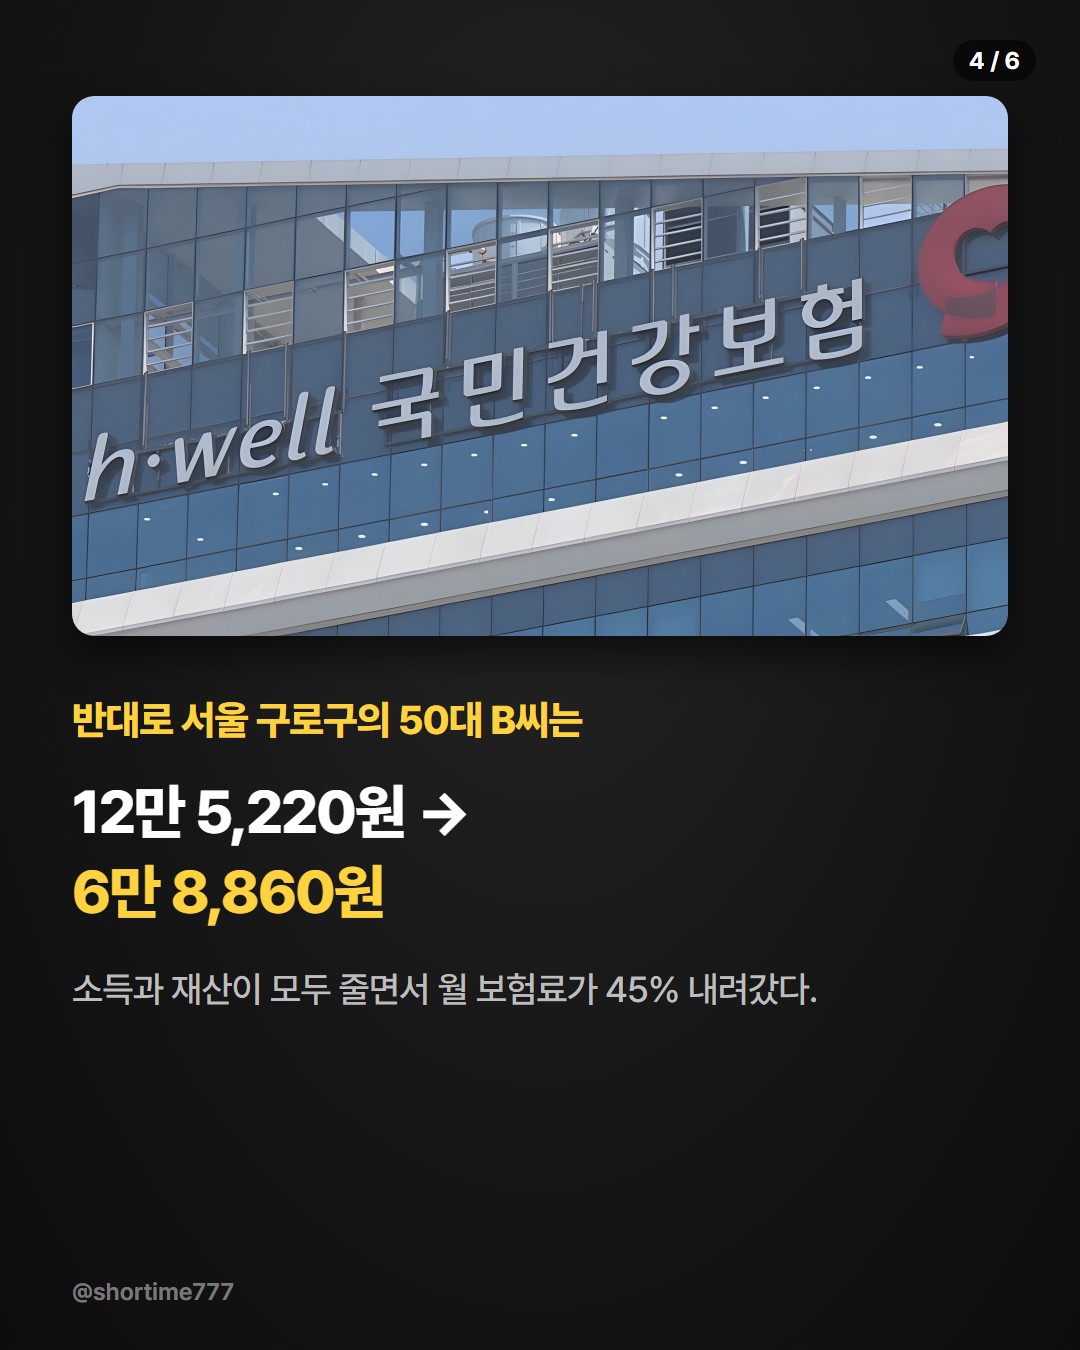 4 / 6
h·well 국민건강보험
반대로 서울 구로구의 50대 B씨는
12만 5,220원 →
6만 8,860원
소득과 재산이 모두 줄면서 월 보험료가 45% 내려갔다.
@shortime777